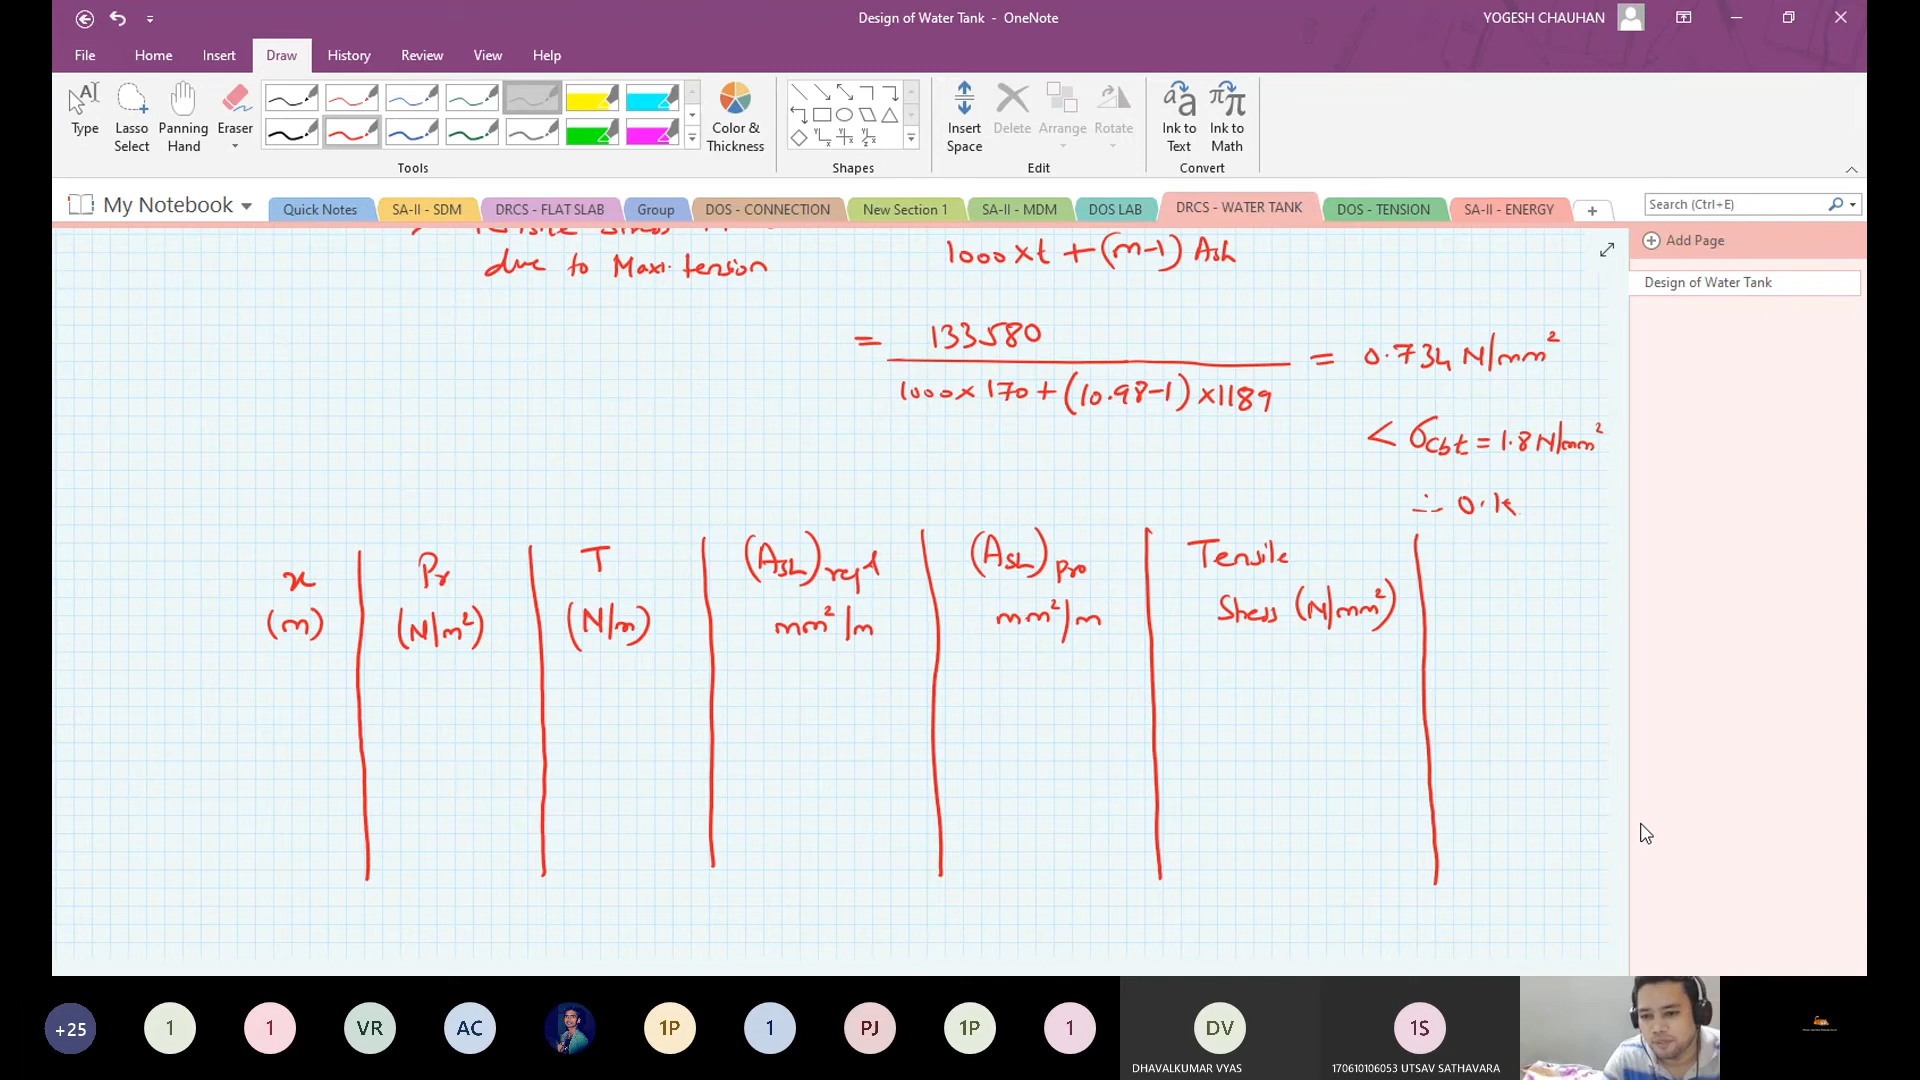 Design of Water Tank - OneNote
YOGESH CHAUHAN
File Home Insert Draw History Review View Help
Type
Lasso Select
Panning Hand
Eraser
Color & Thickness
Insert Space
Delete
Arrange
Rotate
Ink to Text
Ink to Math
Tools
Shapes
Edit
Convert
My Notebook
Quick Notes
SA-II - SDM
DRCS - FLAT SLAB
Group
DOS - CONNECTION
New Section 1
SA-II - MDM
DOS LAB
DRCS - WATER TANK
DOS - TENSION
SA-II - ENERGY
Search (Ctrl+E)
Add Page
Design of Water Tank
Tensile Stress
due to Maxi. tension
1000 x t + (m-1) Ash
= 133580
1000 x 170 + (10.98-1) x 1189
= 0.734 N/mm²
< σcbt = 1.8 N/mm²
∴ O.K
x (m)
Pr (N/m²)
T (N/m)
(Ash)reqd mm²/m
(Ash)pro mm²/m
Tensile Stress (N/mm²)
+25
1
1
VR
AC
1P
1
PJ
1P
1
DV
DHAVALKUMAR VYAS
1S
170610106053 UTSAV SATHAVARA